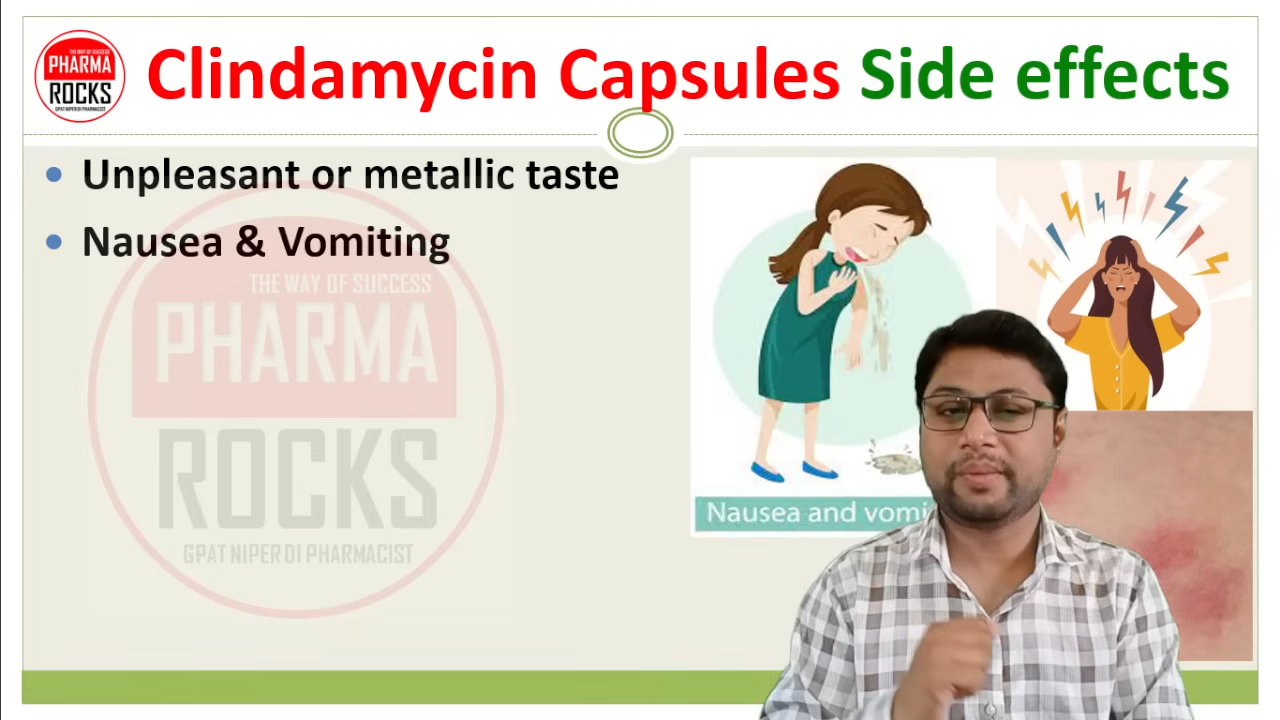 THE WAY OF SUCCESS
PHARMA
ROCKS
GPAT NIPER DI PHARMACIST
Clindamycin Capsules Side effects
• Unpleasant or metallic taste
• Nausea & Vomiting
THE WAY OF SUCCESS
PHARMA
ROCKS
GPAT NIPER DI PHARMACIST
Nausea and vomi